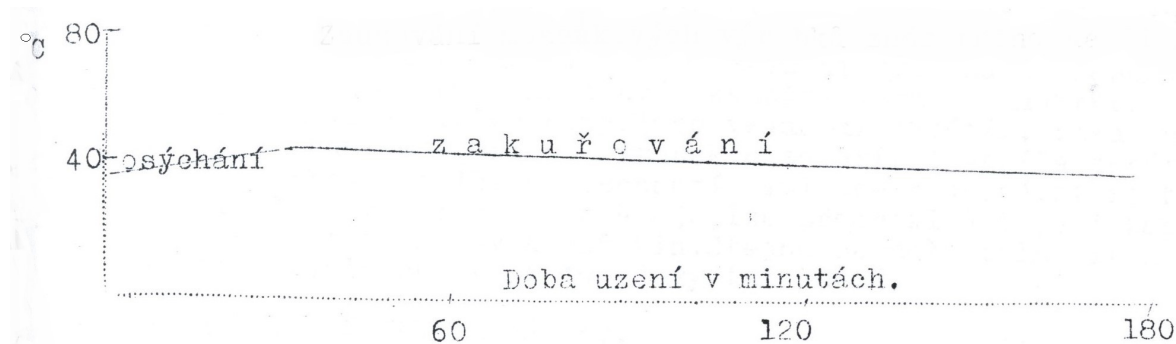 °C 80
z a k u ř o v á n í
40 osýchání
Doba uzení v minutách.
60 120 180